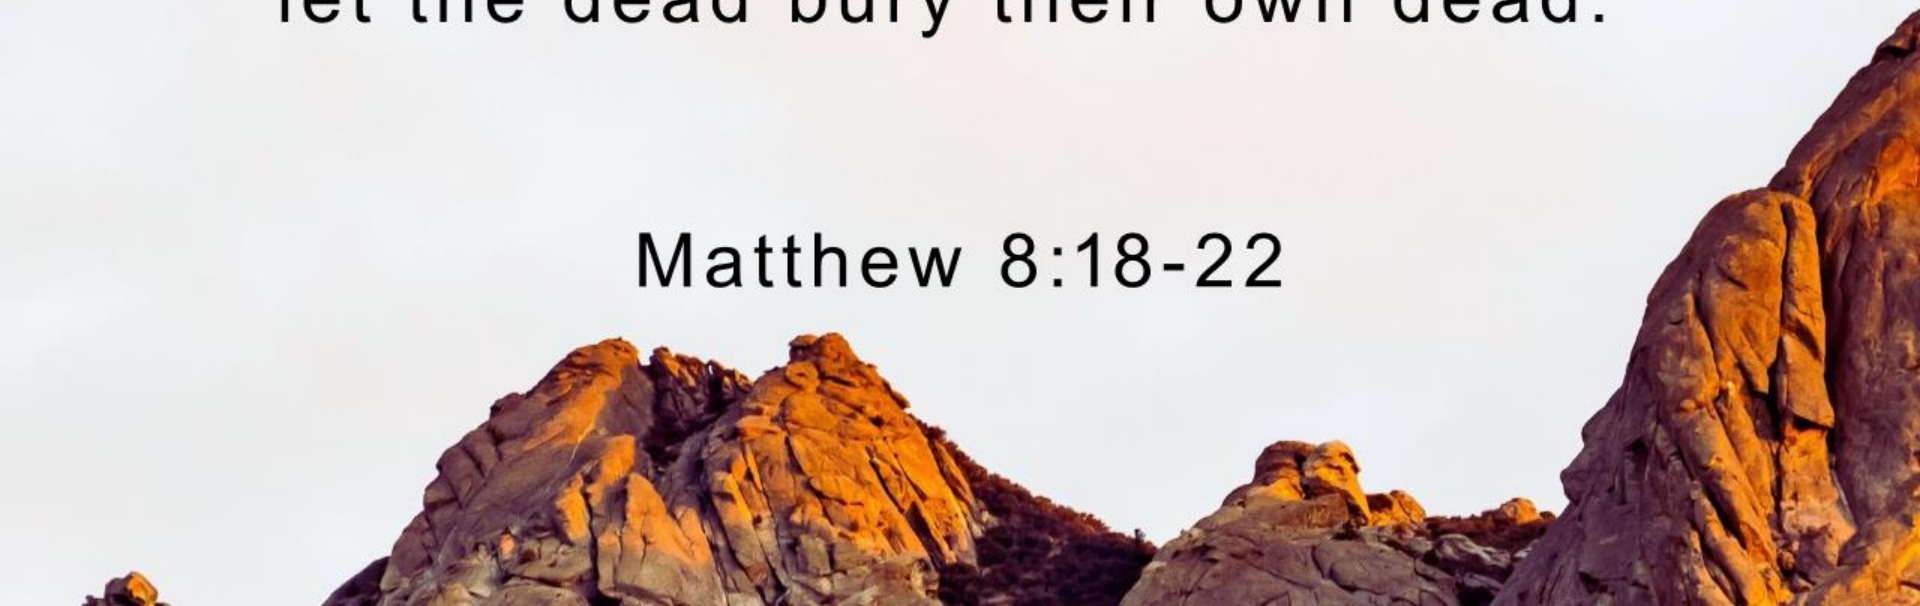 let the dead bury their own dead.
Matthew 8:18-22